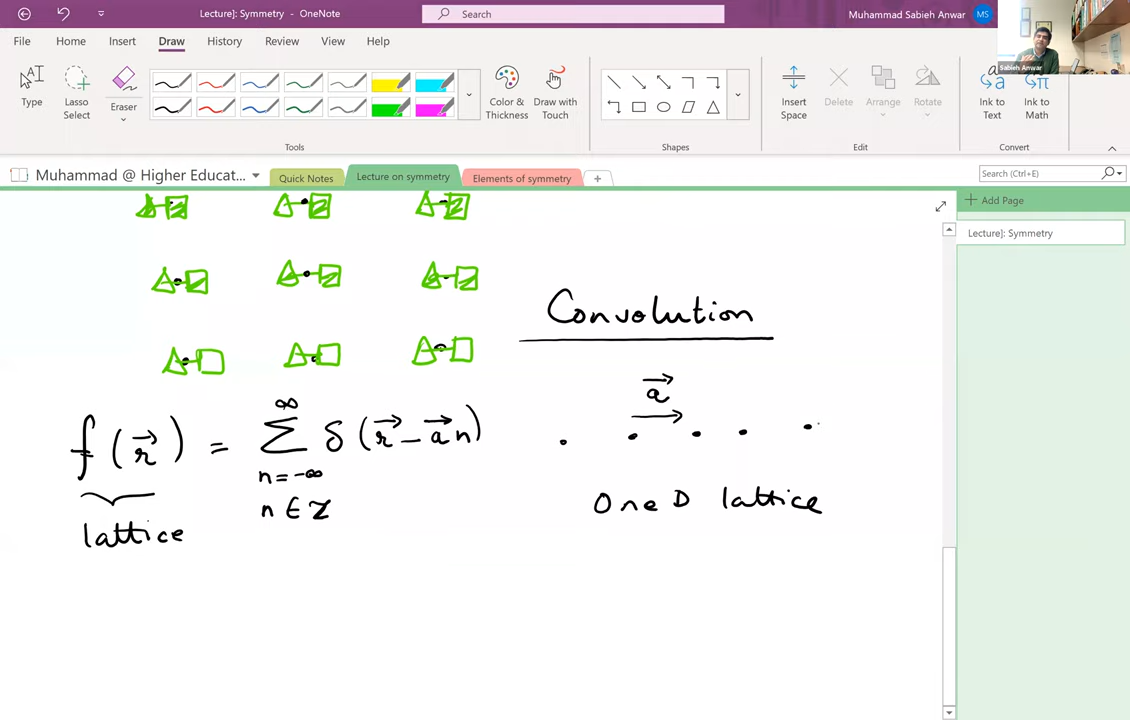 Lecture]: Symmetry - OneNote
Search
Muhammad Sabieh Anwar
MS
Sabieh Anwar
File Home Insert Draw History Review View Help
Type
Lasso Select
Eraser
Color & Thickness
Draw with Touch
Insert Space
Delete
Arrange
Rotate
Ink to Text
Ink to Math
Tools
Shapes
Edit
Convert
Muhammad @ Higher Educat...
Quick Notes
Lecture on symmetry
Elements of symmetry
Search (Ctrl+E)
Add Page
Lecture]: Symmetry
Convolution
f(r⃗) = ∑_{n=-∞}^{∞} δ(r⃗ - a⃗n)
n ∈ Z
a⃗
lattice
One D lattice